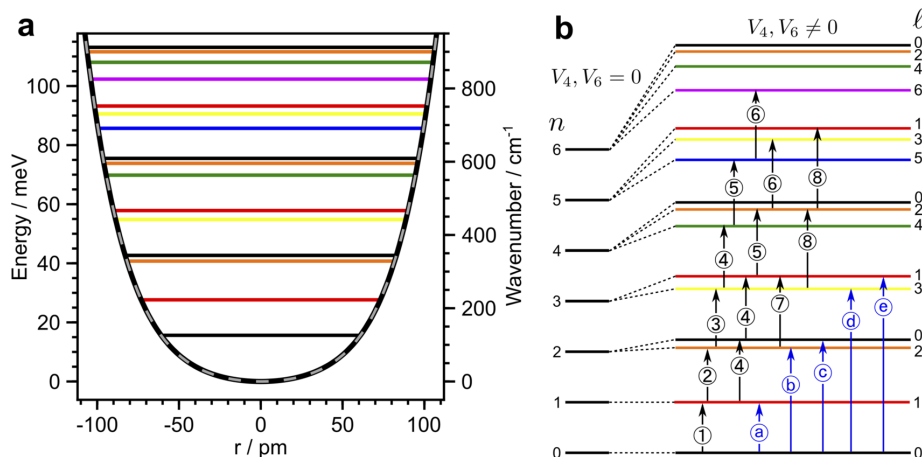 a
Energy / meV
100
80
60
40
20
0
Wavenumber / cm⁻¹
800
600
400
200
0
-100 -50 0 50 100
r / pm
b
V₄, V₆ ≠ 0
V₄, V₆ = 0
n
6
5
4
3
2
1
0
ℓ
0
2
4
6
1
3
5
0
2
4
1
3
0
2
1
0
6
5 6 8
4 5 8
3 4 7 d e
2 4 b c
1 a